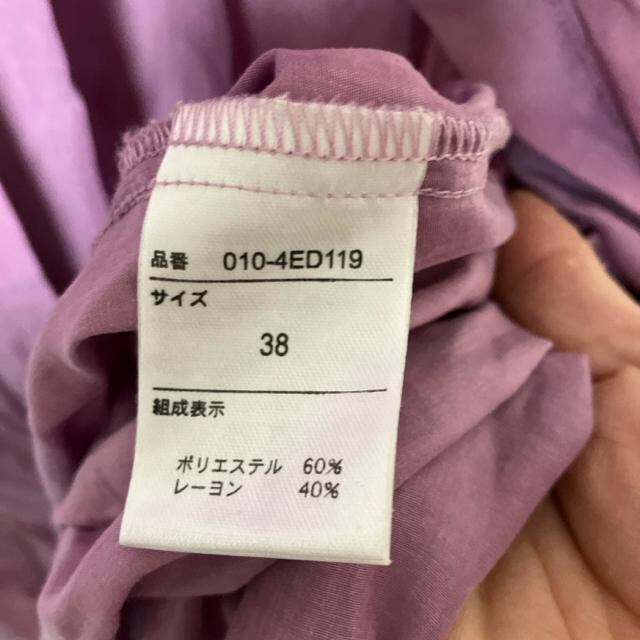 品番 010-4ED119
サイズ
38
組成表示
ポリエステル 60%
レーヨン 40%